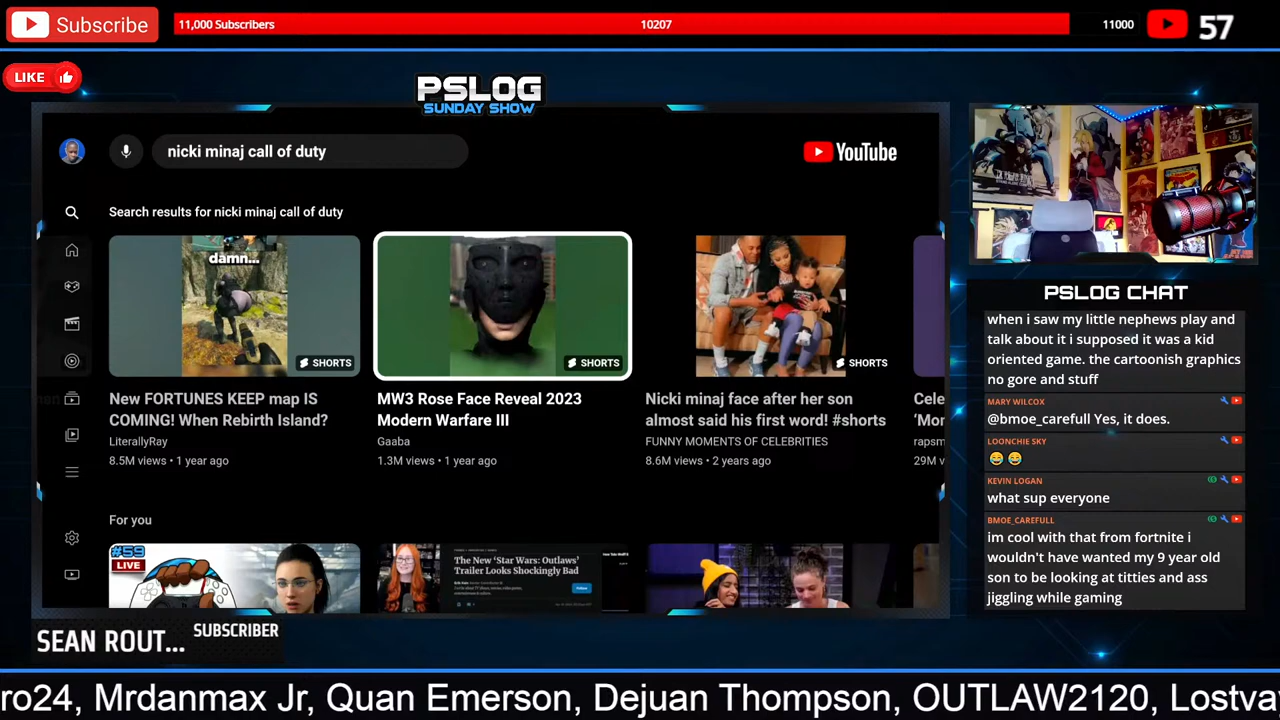 Subscribe
11,000 Subscribers
10207
11000
57
LIKE
PSLOG
SUNDAY SHOW
nicki minaj call of duty
YouTube
Search results for nicki minaj call of duty
damn...
SHORTS
SHORTS
SHORTS
New FORTUNES KEEP map IS
COMING! When Rebirth Island?
LiterallyRay
8.5M views • 1 year ago
MW3 Rose Face Reveal 2023
Modern Warfare III
Gaaba
1.3M views • 1 year ago
Nicki minaj face after her son
almost said his first word! #shorts
FUNNY MOMENTS OF CELEBRITIES
8.6M views • 2 years ago
Cele
'Mo
rapsm
29M v
For you
#59
LIVE
The New 'Star Wars: Outlaws'
Trailer Looks Shockingly Bad
PSLOG CHAT
when i saw my little nephews play and
talk about it i supposed it was a kid
oriented game. the cartoonish graphics
no gore and stuff
MARY WILCOX
@bmoe_carefull Yes, it does.
LOONCHIE SKY
😂 😂
KEVIN LOGAN
what sup everyone
BMOE_CAREFULL
im cool with that from fortnite i
wouldn't have wanted my 9 year old
son to be looking at titties and ass
jiggling while gaming
SEAN ROUT...
SUBSCRIBER
ro24, Mrdanmax Jr, Quan Emerson, Dejuan Thompson, OUTLAW2120, Lostva